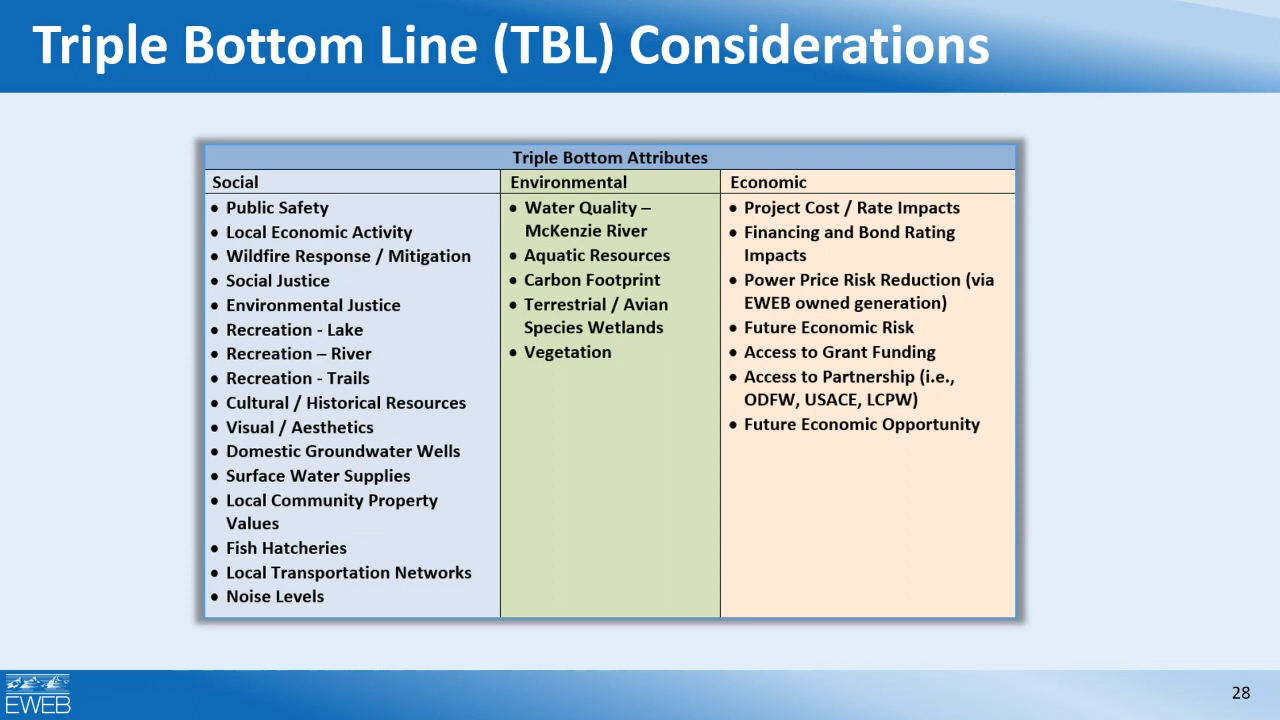 Triple Bottom Line (TBL) Considerations
Triple Bottom Attributes
Social
• Public Safety
• Local Economic Activity
• Wildfire Response / Mitigation
• Social Justice
• Environmental Justice
• Recreation - Lake
• Recreation – River
• Recreation - Trails
• Cultural / Historical Resources
• Visual / Aesthetics
• Domestic Groundwater Wells
• Surface Water Supplies
• Local Community Property
Values
• Fish Hatcheries
• Local Transportation Networks
• Noise Levels
Environmental
• Water Quality –
McKenzie River
• Aquatic Resources
• Carbon Footprint
• Terrestrial / Avian
Species Wetlands
• Vegetation
Economic
• Project Cost / Rate Impacts
• Financing and Bond Rating
Impacts
• Power Price Risk Reduction (via
EWEB owned generation)
• Future Economic Risk
• Access to Grant Funding
• Access to Partnership (i.e.,
ODFW, USACE, LCPW)
• Future Economic Opportunity
EWEB
28